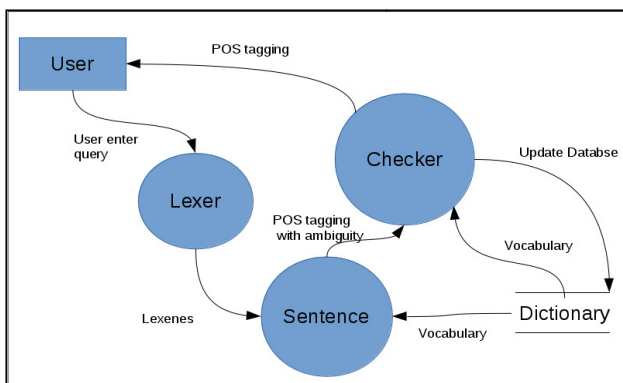 POS tagging
User
User enter
query
Checker
Update Databse
Lexer
POS tagging
with ambiguity
Vocabulary
Lexenes
Sentence
Vocabulary
Dictionary